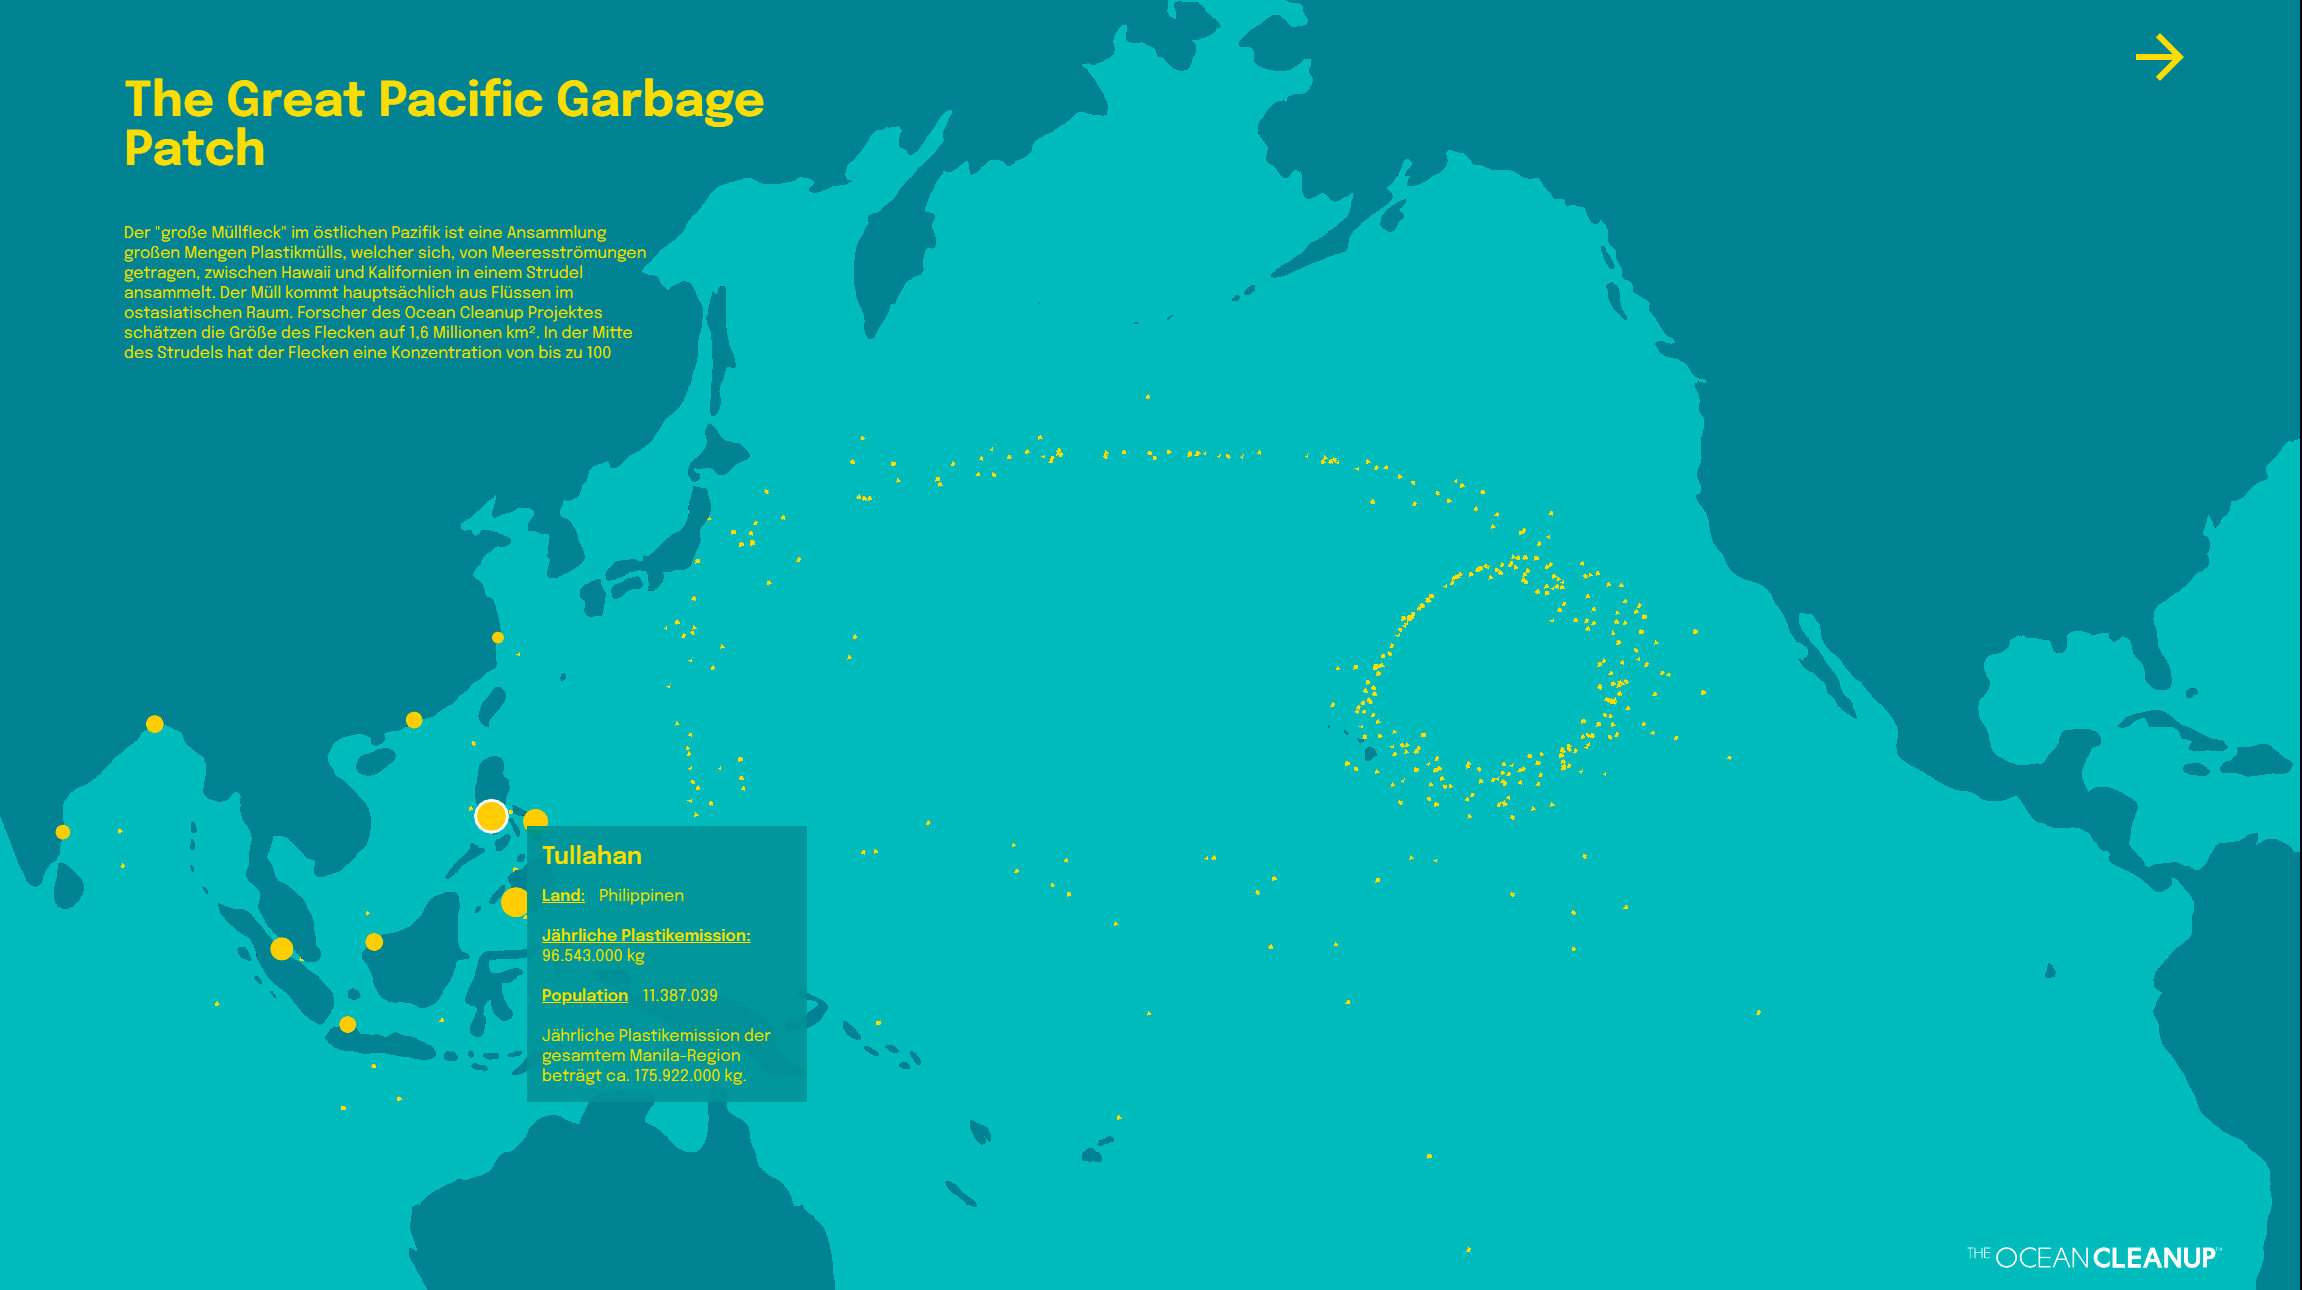 The Great Pacific Garbage
Patch
Der "große Müllfleck" im östlichen Pazifik ist eine Ansammlung
großen Mengen Plastikmülls, welcher sich, von Meeresströmungen
getragen, zwischen Hawaii und Kalifornien in einem Strudel
ansammelt. Der Müll kommt hauptsächlich aus Flüssen im
ostasiatischen Raum. Forscher des Ocean Cleanup Projektes
schätzen die Größe des Flecken auf 1,6 Millionen km². In der Mitte
des Strudels hat der Flecken eine Konzentration von bis zu 100
Tullahan
Land: Philippinen
Jährliche Plastikemission:
96.543.000 kg
Population 11.387.039
Jährliche Plastikemission der
gesamtem Manila-Region
beträgt ca. 175.922.000 kg.
THE OCEAN CLEANUP™